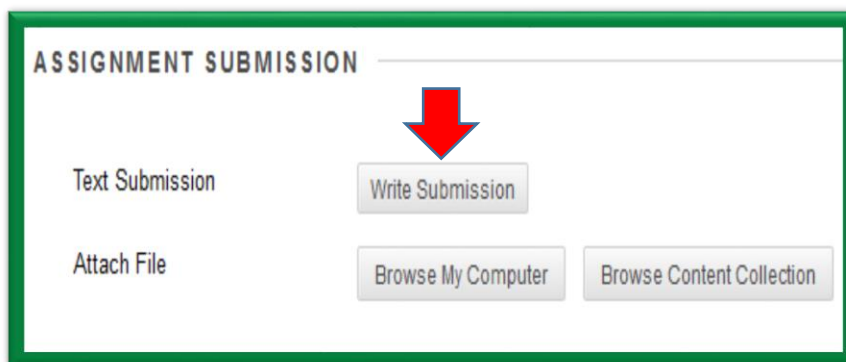 ASSIGNMENT SUBMISSION
Text Submission Write Submission
Attach File Browse My Computer Browse Content Collection